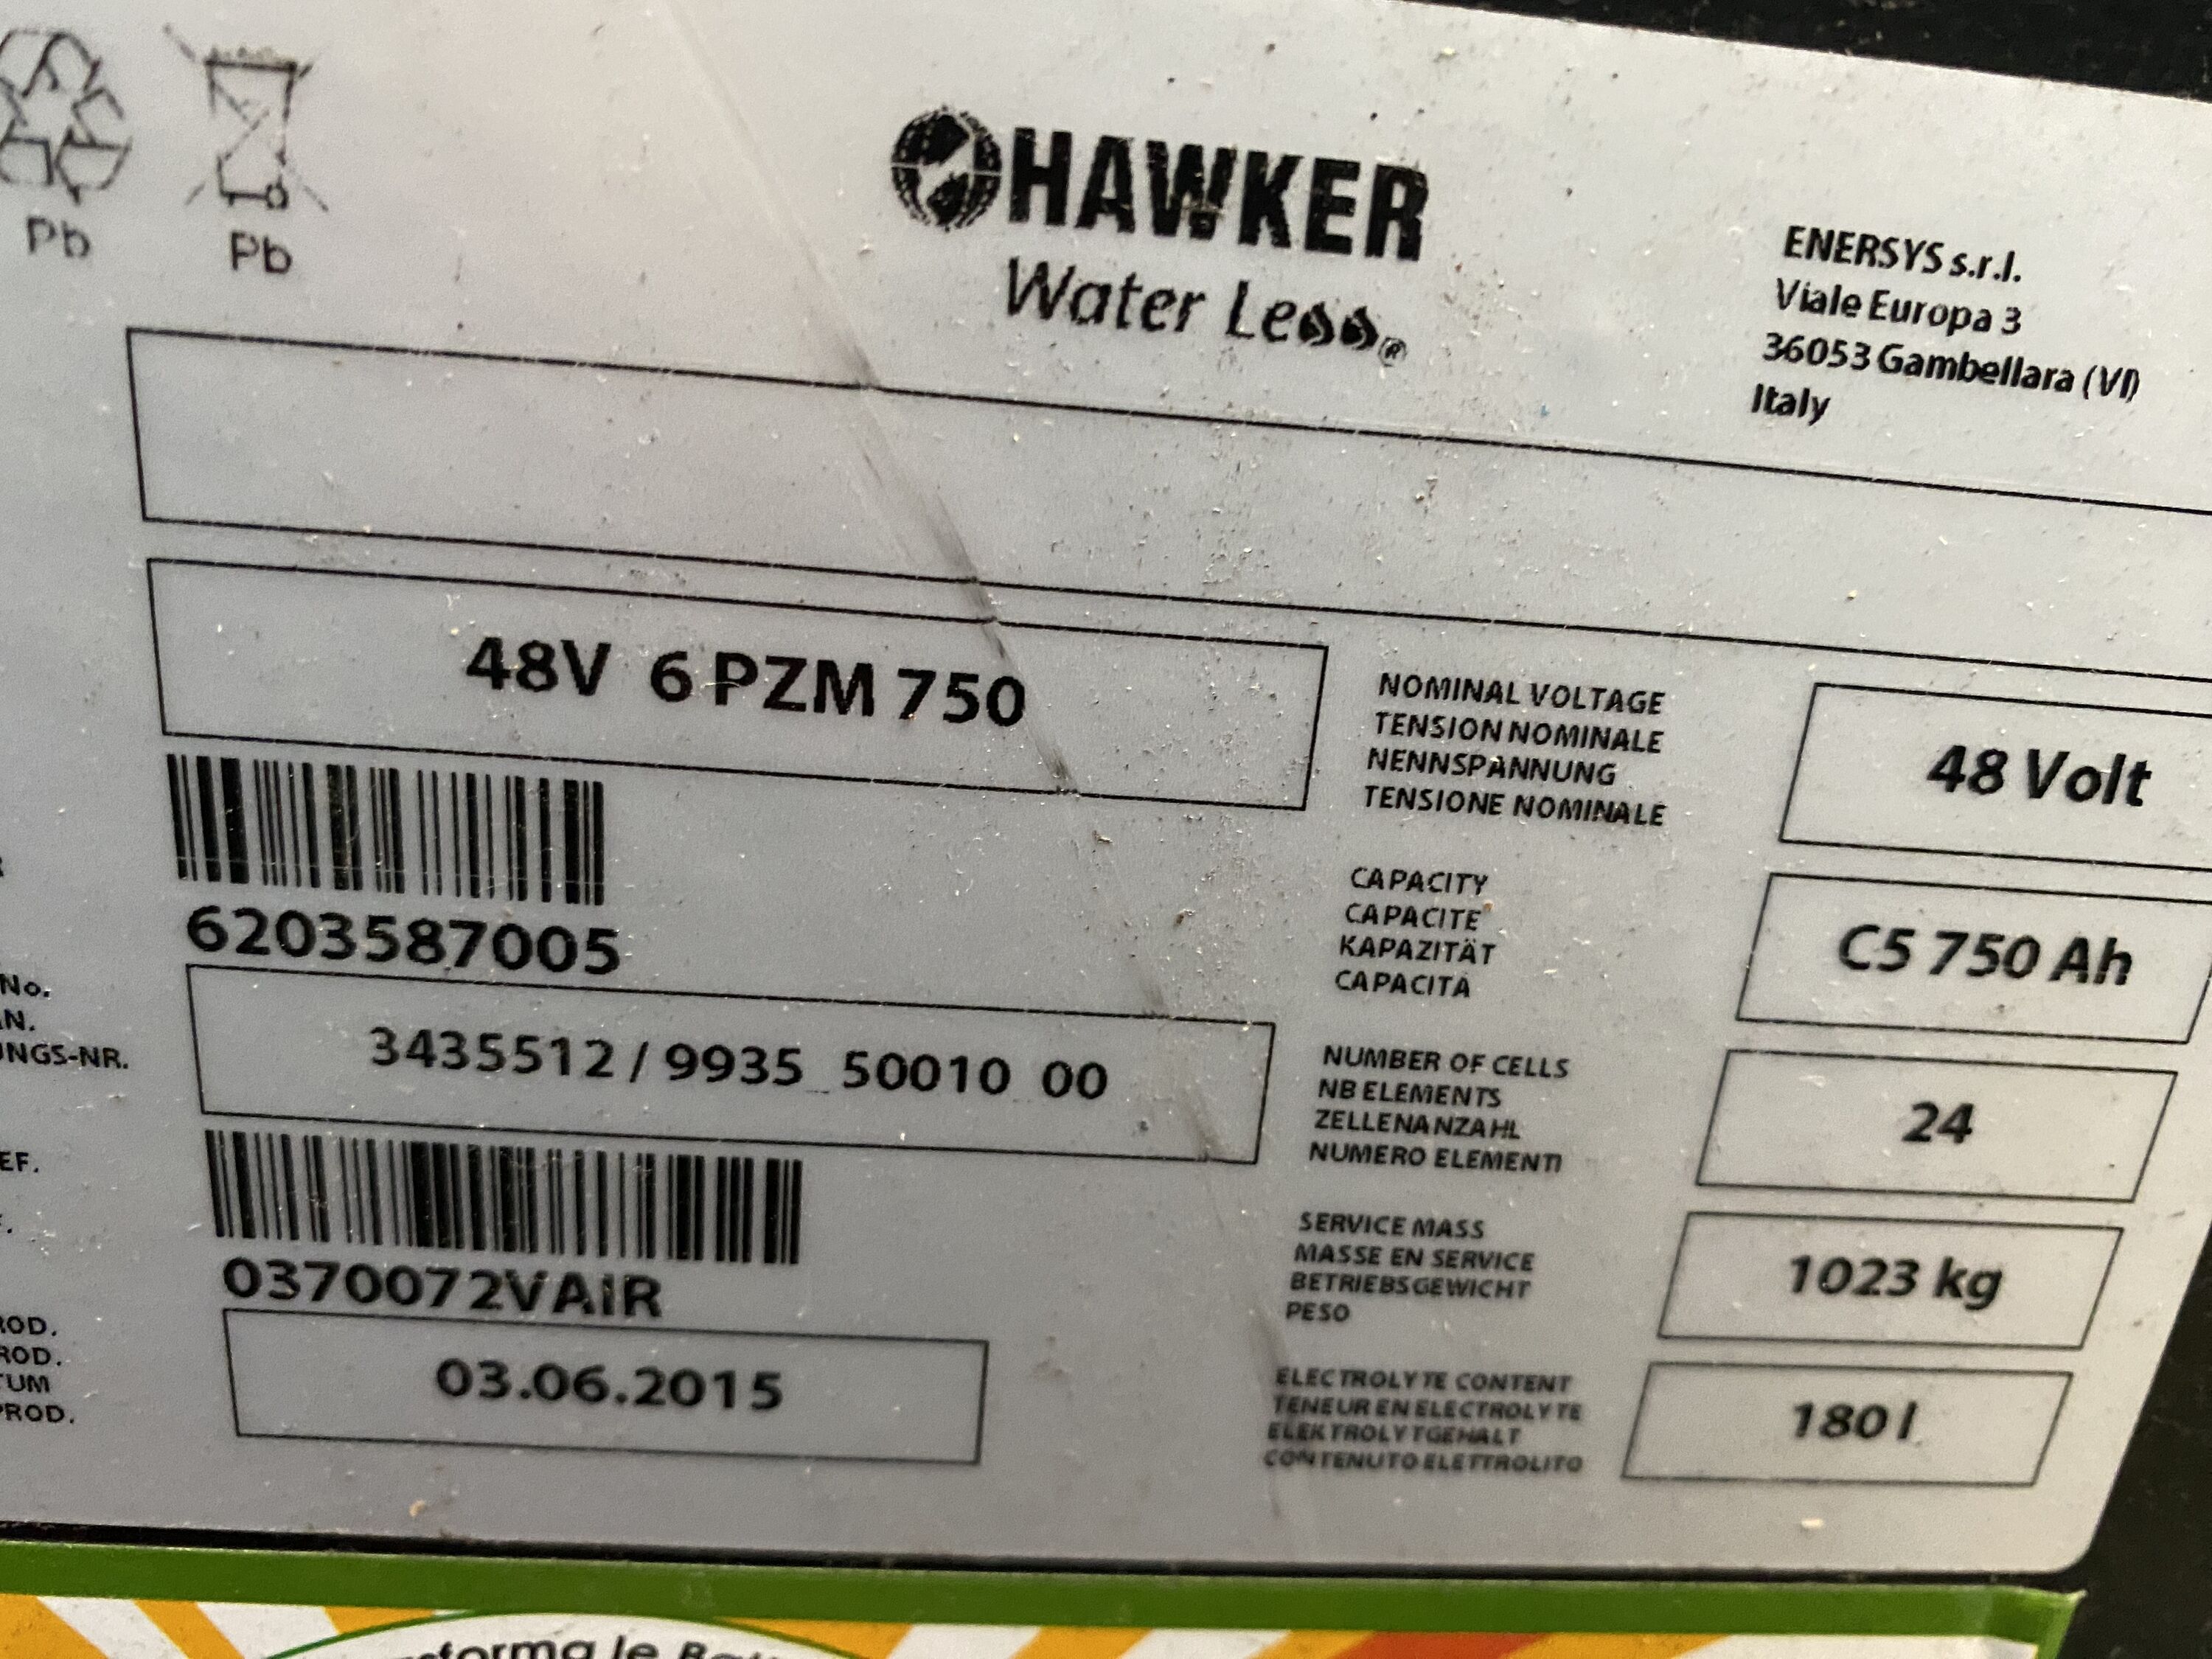 Pb
Pb
HAWKER
Water Less®
ENERSYS s.r.l.
Viale Europa 3
36053 Gambellara (VI)
Italy
48V 6 PZM 750
NOMINAL VOLTAGE
TENSION NOMINALE
NENNSPANNUNG
TENSIONE NOMINALE
48 Volt
6203587005
CAPACITY
CAPACITE
KAPAZITÄT
CAPACITA
C5 750 Ah
No.
N.
UNGS-NR.
3435512 / 9935 50010 00
NUMBER OF CELLS
NB ELEMENTS
ZELLENANZAHL
NUMERO ELEMENTI
24
EF.
F.
0370072VAIR
SERVICE MASS
MASSE EN SERVICE
BETRIEBSGEWICHT
PESO
1023 kg
ROD.
ROD.
TUM
PROD.
03.06.2015
ELECTROLYTE CONTENT
TENEUR EN ELECTROLYTE
ELEKTROLYTGEHALT
CONTENUTO ELETTROLITO
180 l
sforma le Bat